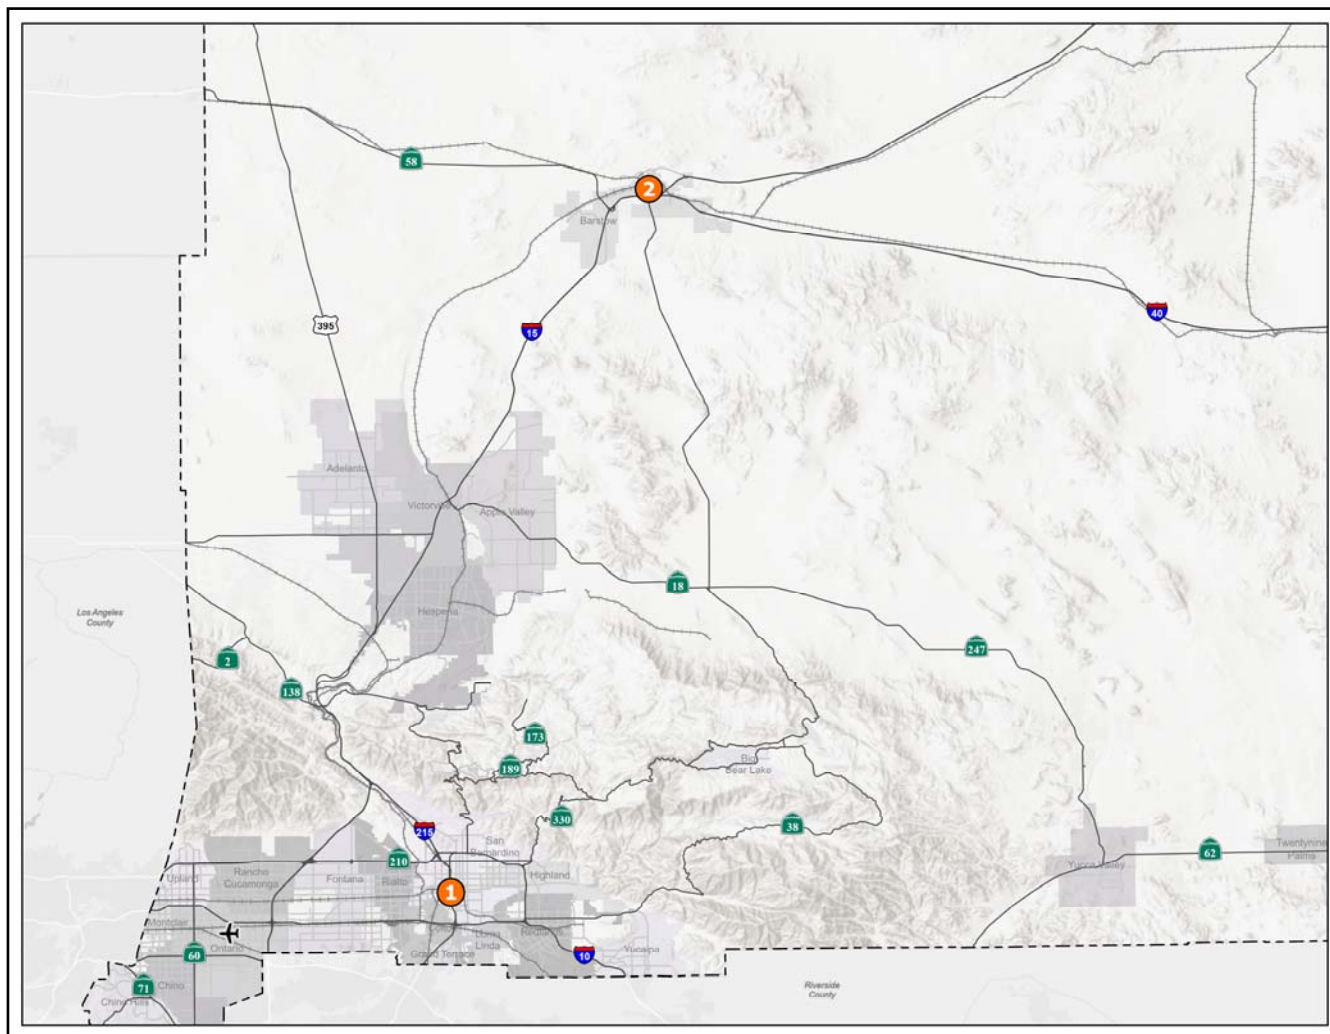 58
2
Barstow
395
15
40
Adelanto
Victorville
Apple Valley
18
Los Angeles
County
Hesperia
2
247
138
173
189
Big
Bear Lake
330
38
215
San
Bernardino
210
62
Twentynine
Palms
Yucca Valley
Upland
Rancho
Cucamonga
Fontana
Rialto
Highland
1
Montclair
Ontario
Loma
Linda
Redlands
Yucaipa
Grand Terrace
60
10
71
Chino
Chino Hills
Riverside
County